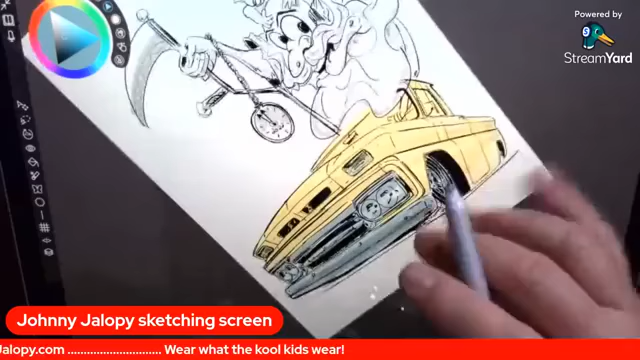 Powered by
StreamYard
Johnny Jalopy sketching screen
Jalopy.com ............................. Wear what the kool kids wear!